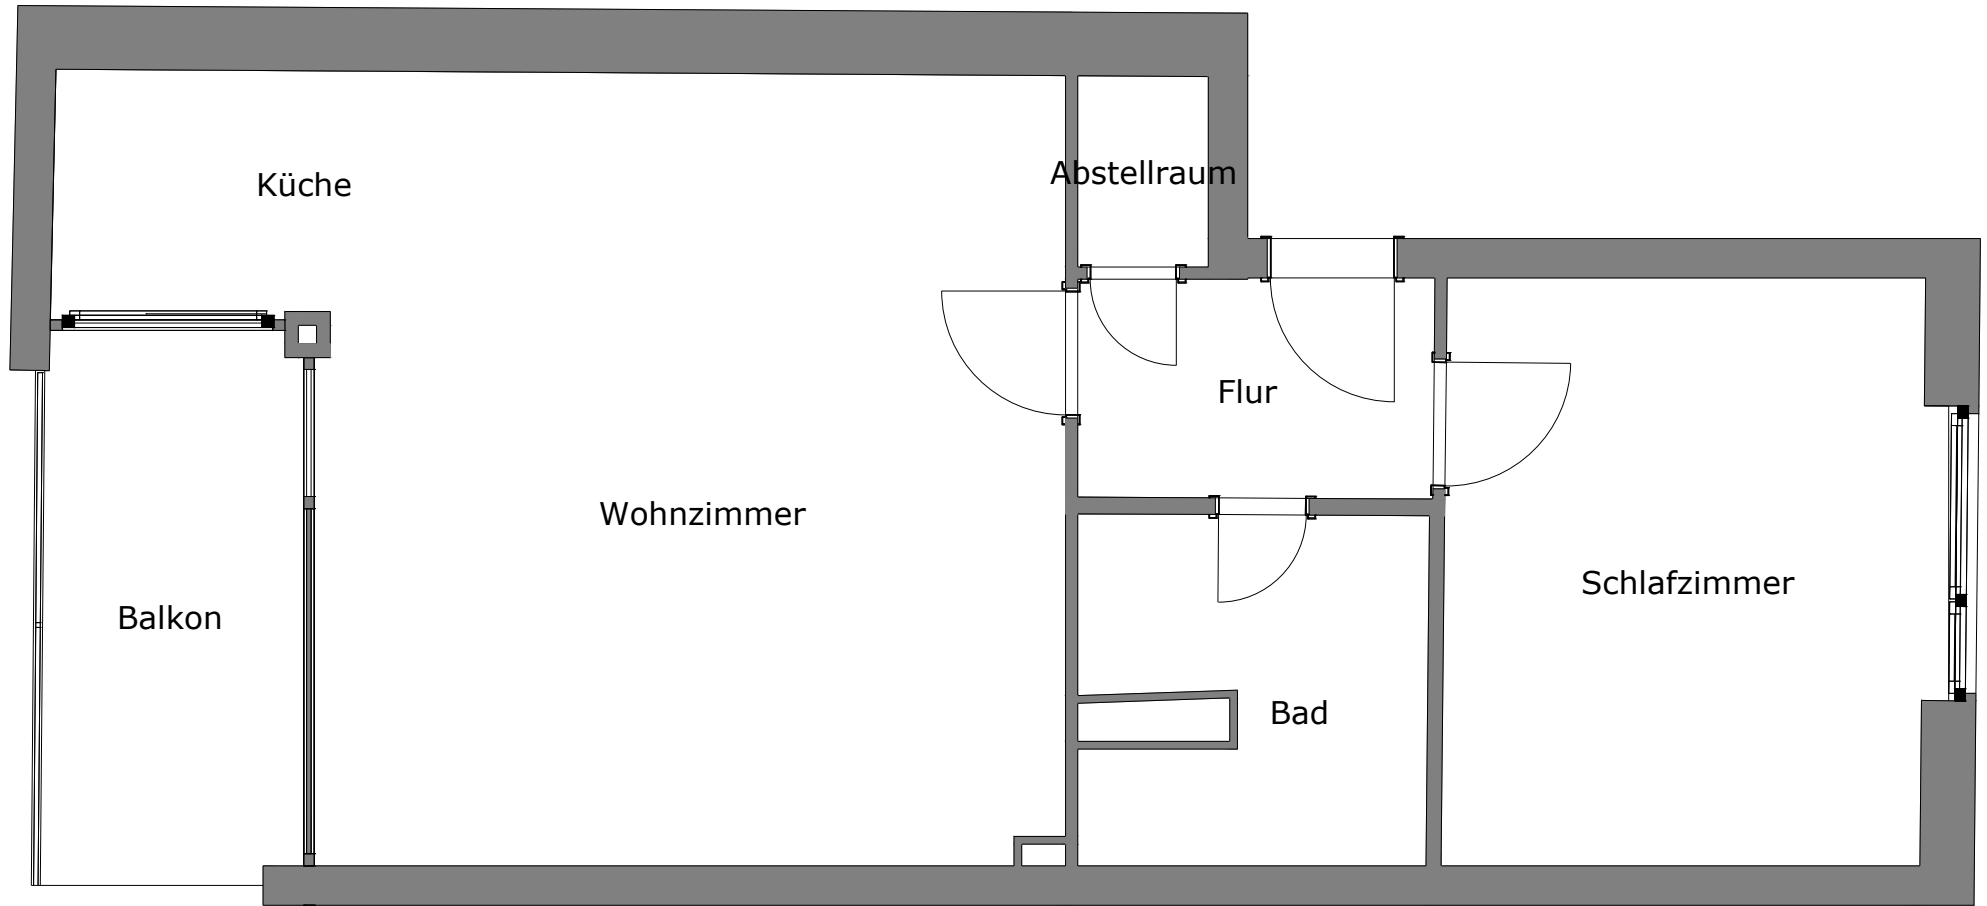 Küche
Abstellraum
Flur
Wohnzimmer
Schlafzimmer
Balkon
Bad